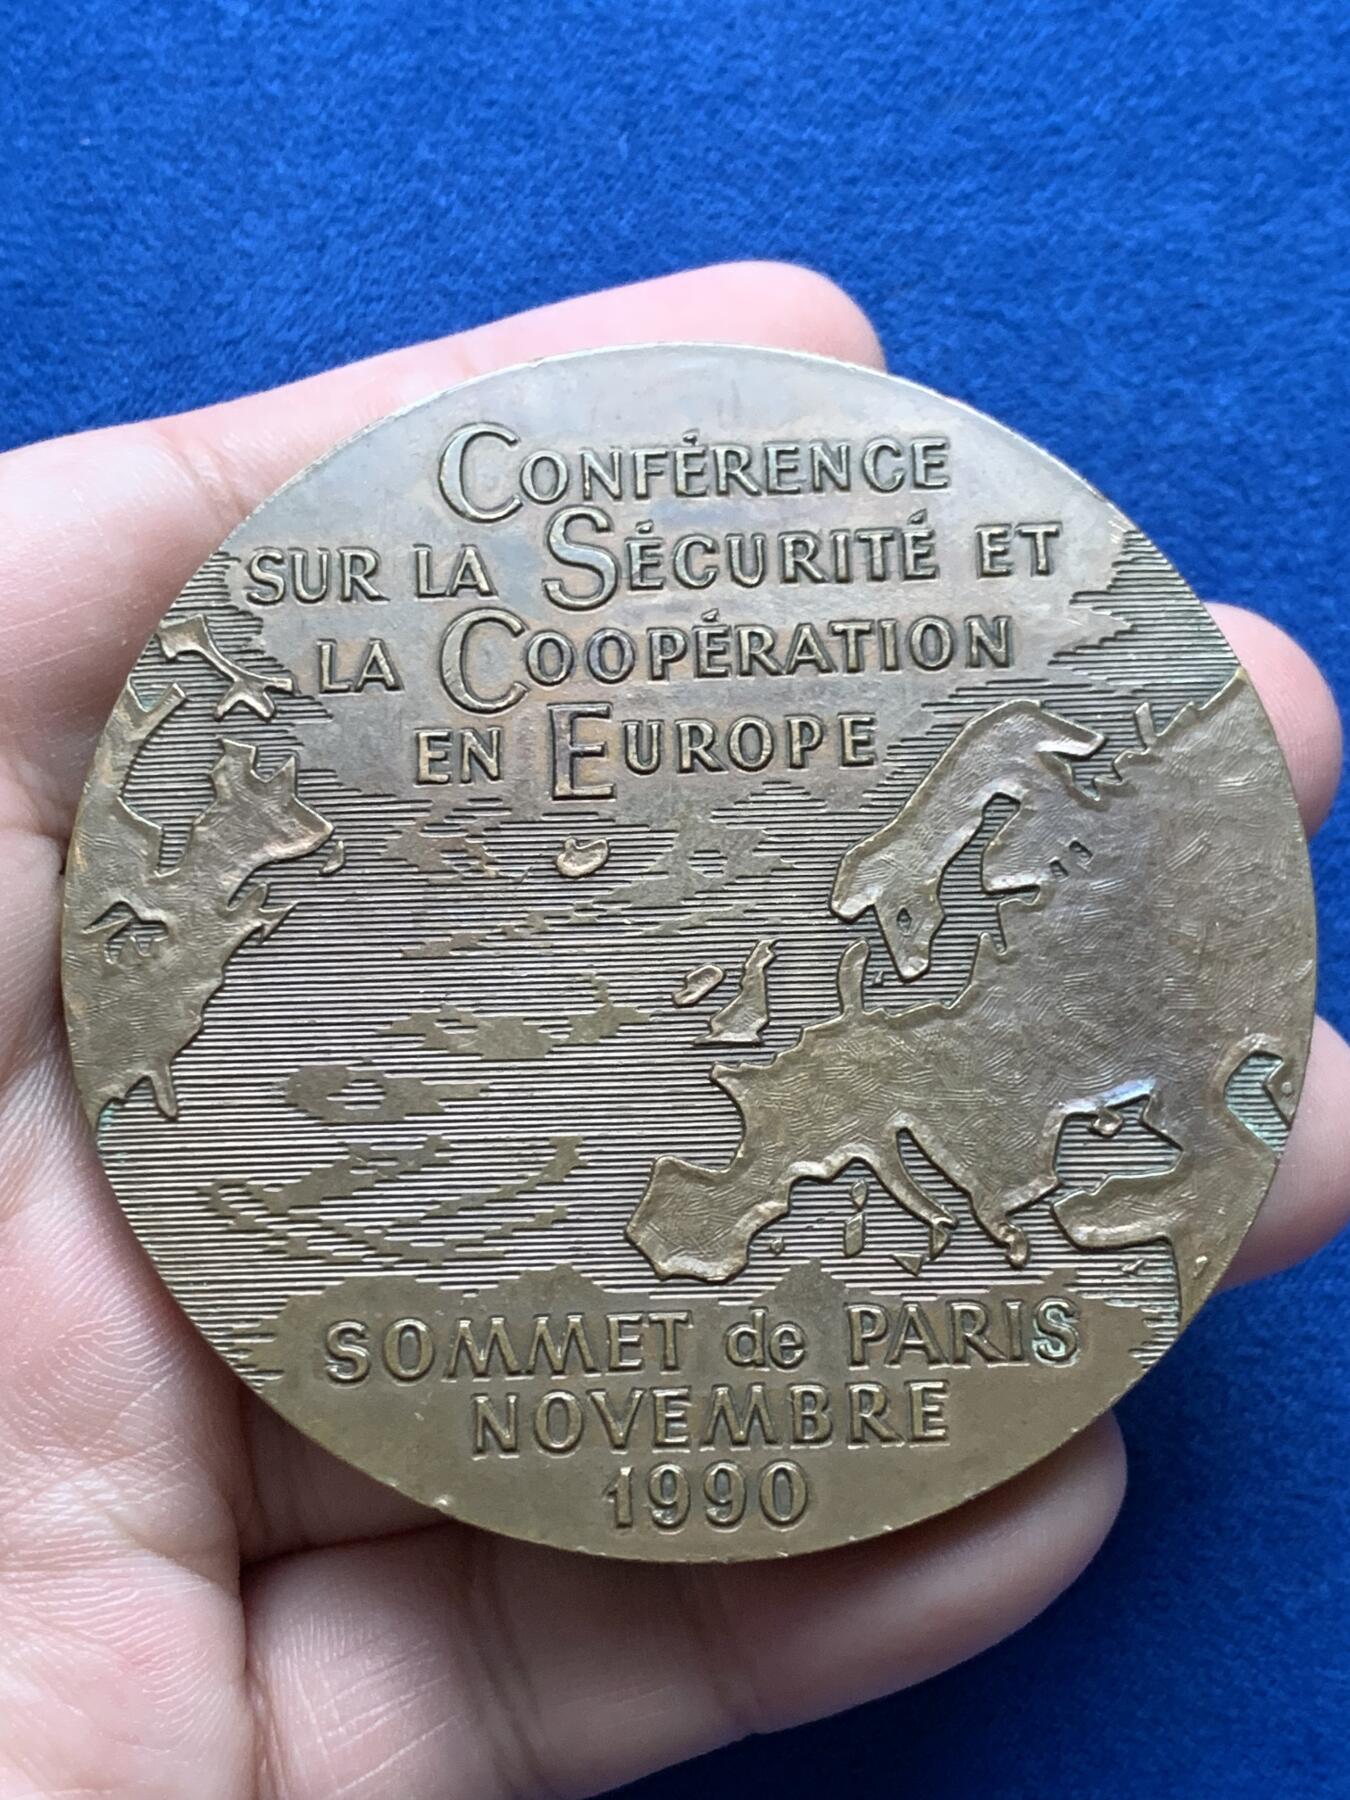 CONFÉRENCE
SUR LA SÉCURITÉ ET
LA COOPÉRATION
EN EUROPE
SOMMET de PARIS
NOVEMBRE
1990